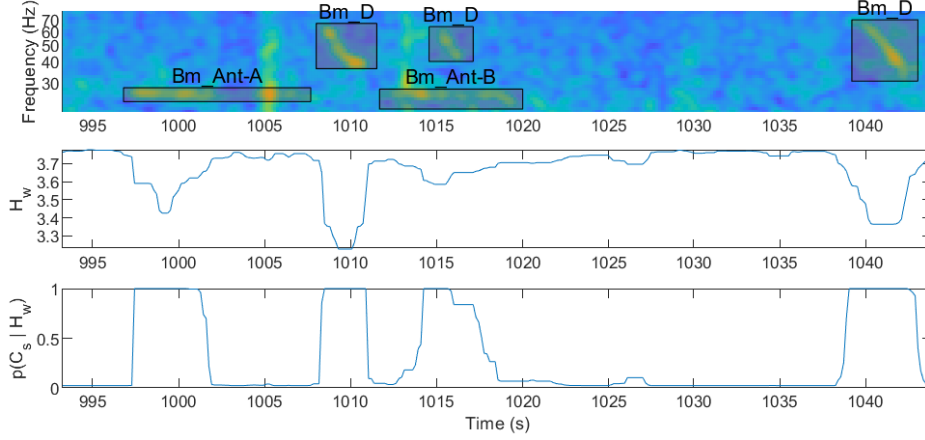 Bm_D
Bm_D
Bm_D
Bm_Ant-A
Bm_Ant-B
Frequency (Hz)
70
60
50
40
30
995 1000 1005 1010 1015 1020 1025 1030 1035 1040
H_w
3.7
3.6
3.5
3.4
3.3
995 1000 1005 1010 1015 1020 1025 1030 1035 1040
p(C_s | H_w)
1
0.5
0
995 1000 1005 1010 1015 1020 1025 1030 1035 1040
Time (s)